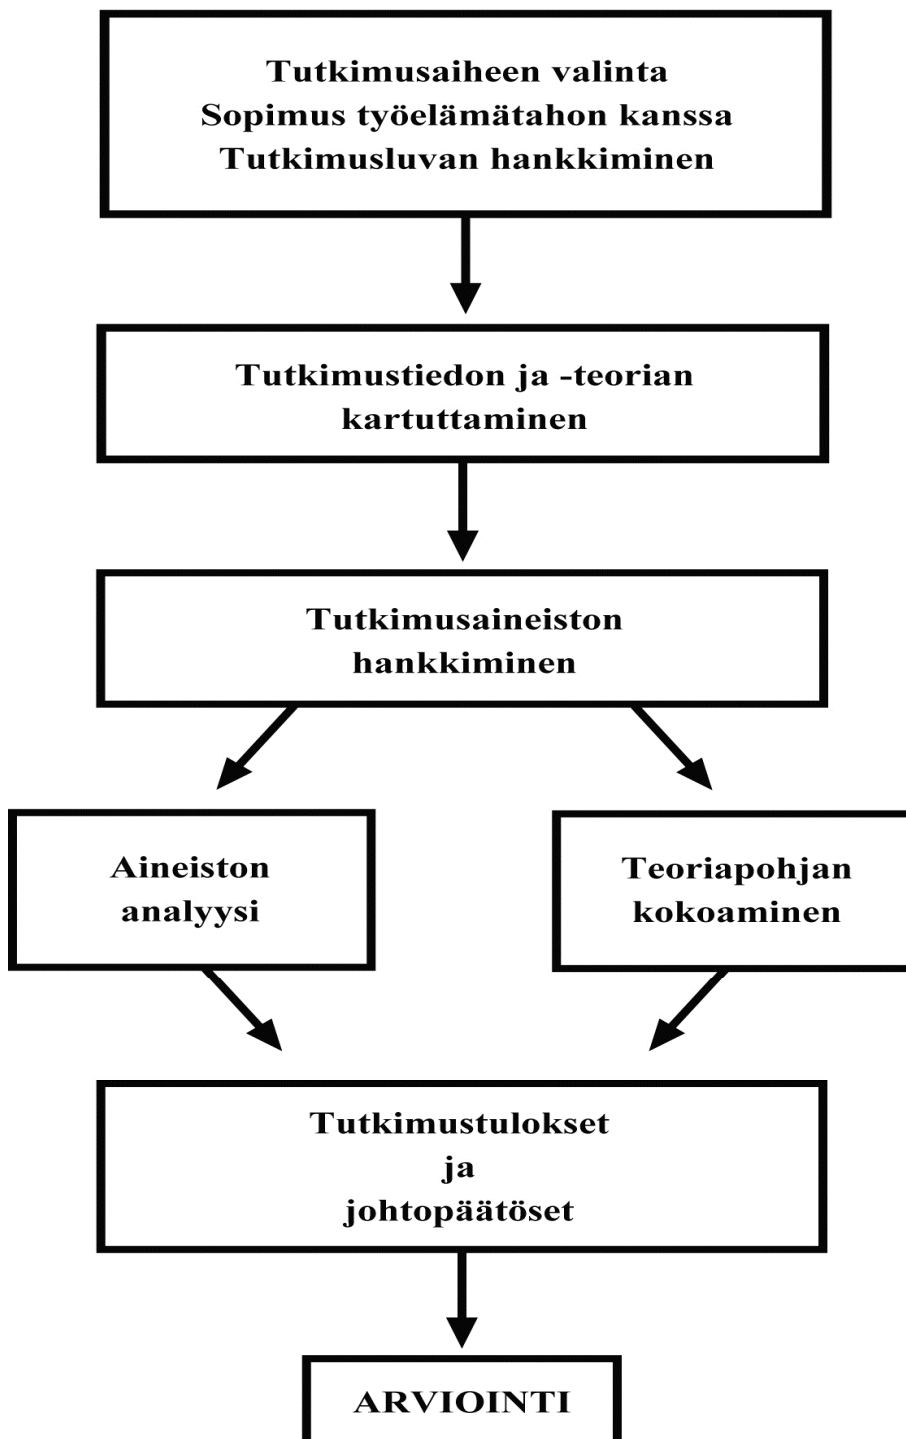 Tutkimusaiheen valinta
Sopimus työelämätahon kanssa
Tutkimusluvan hankkiminen
Tutkimustiedon ja -teorian
kartuttaminen
Tutkimusaineiston
hankkiminen
Aineiston
analyysi
Teoriapohjan
kokoaminen
Tutkimustulokset
ja
johtopäätöset
ARVIOINTI